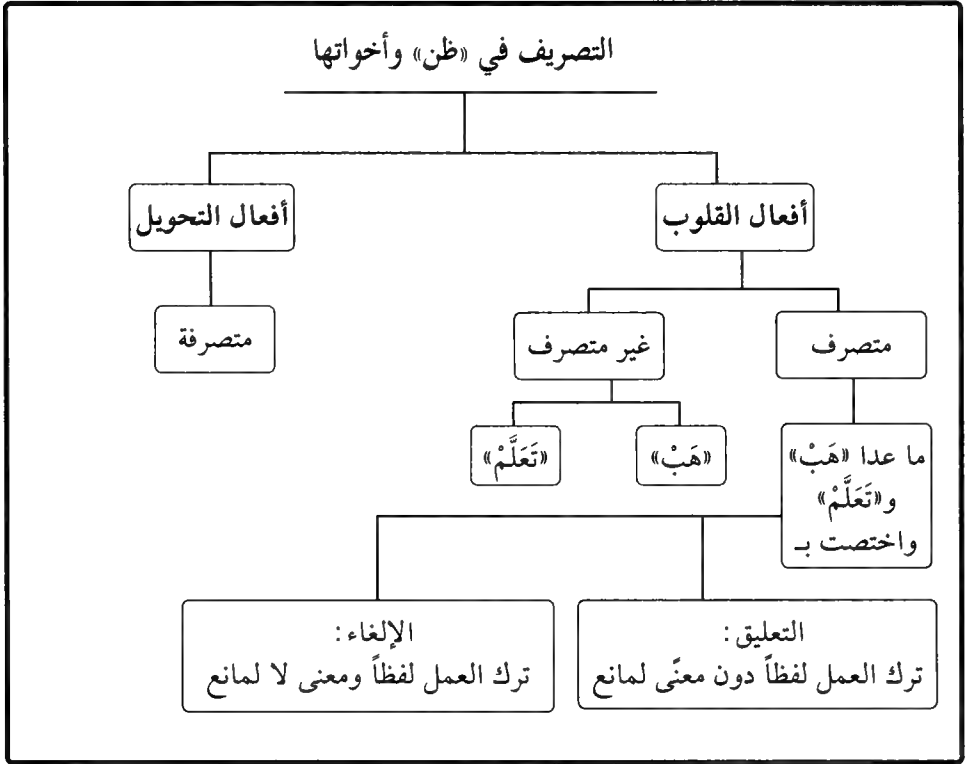 التصريف في «ظن» وأخواتها
أفعال القلوب
أفعال التحويل
متصرف
غير متصرف
متصرفة
ما عدا «هَبْ»
و«تَعَلَّمْ»
واختصت بـ
«هَبْ»
«تَعَلَّمْ»
التعليق:
ترك العمل لفظاً دون معنًى لمانع
الإلغاء:
ترك العمل لفظاً ومعنى لا لمانع